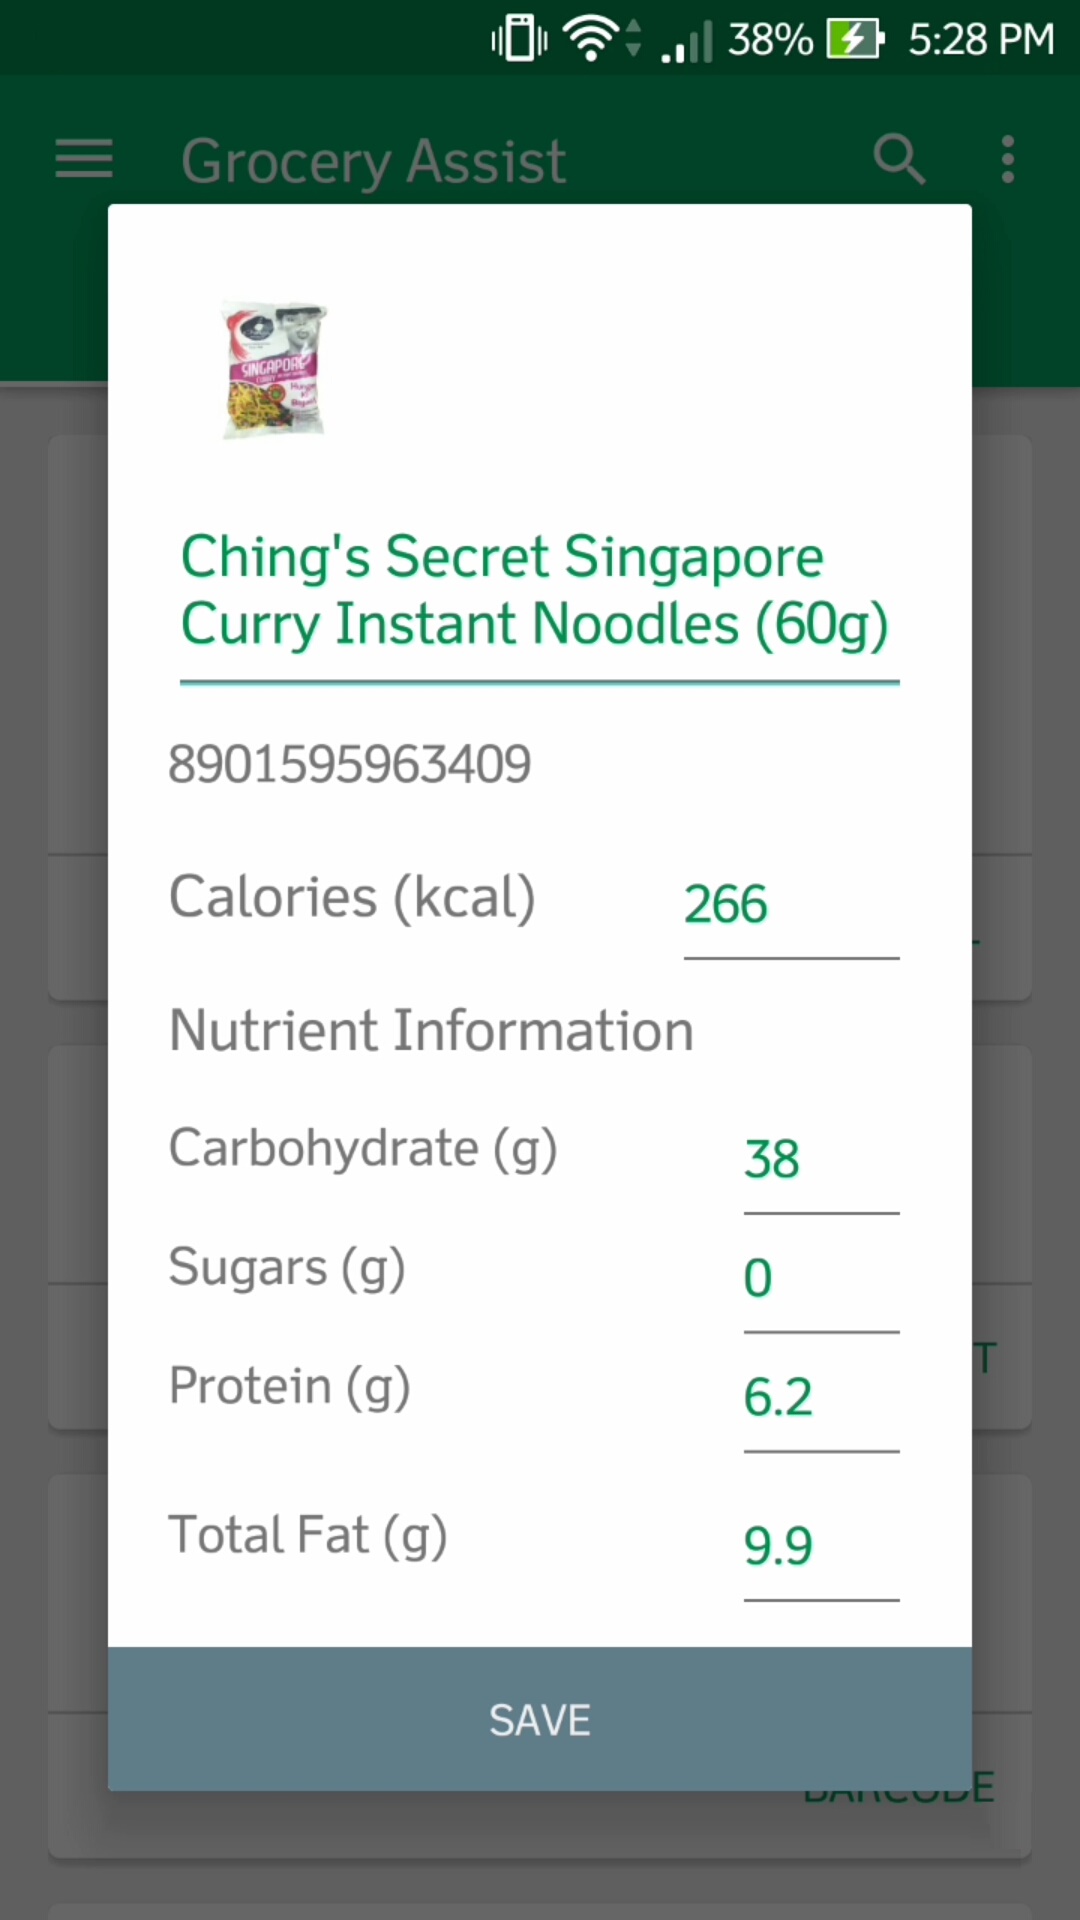 38% 5:28 PM
Grocery Assist
SINGAPORE
Ching's Secret Singapore
Curry Instant Noodles (60g)
8901595963409
Calories (kcal) 266
Nutrient Information
Carbohydrate (g) 38
Sugars (g) 0
T
Protein (g) 6.2
Total Fat (g) 9.9
SAVE
BARCODE